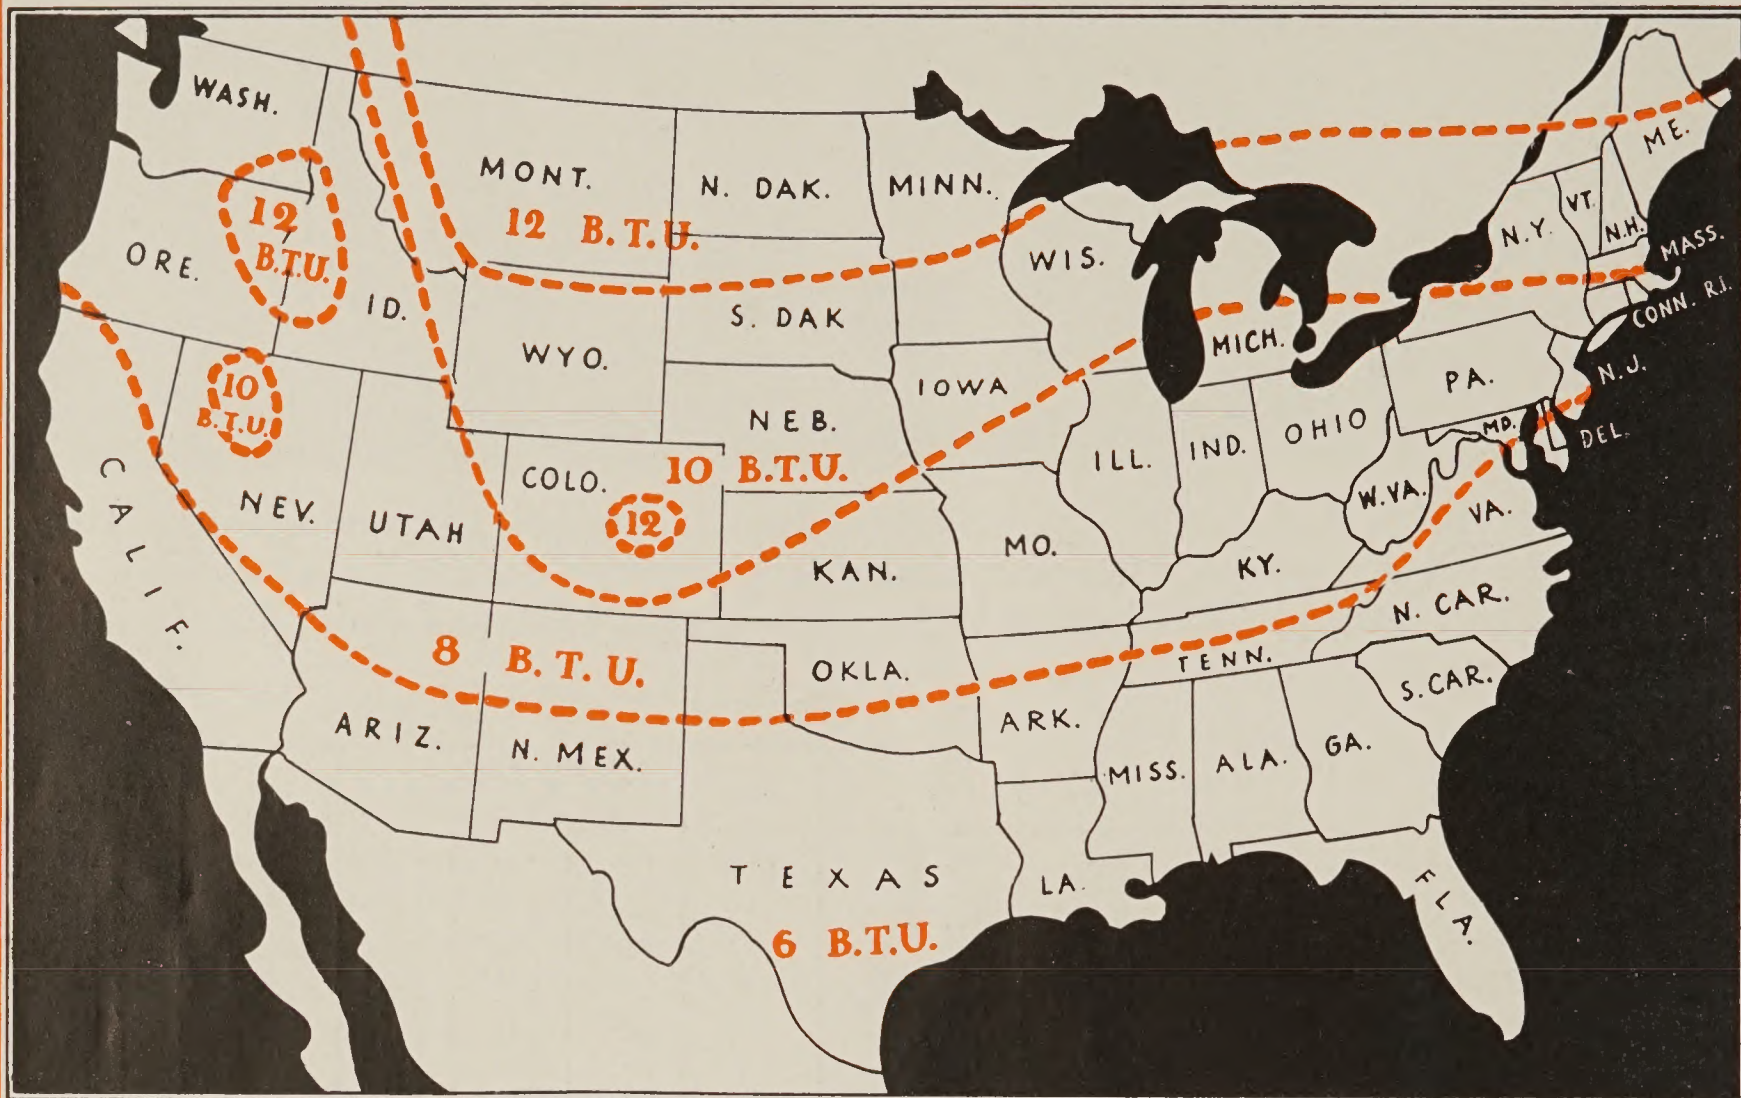 WASH.
MONT.
N. DAK.
MINN.
ME.
VT.
N.H.
N.Y.
MASS.
CONN. R.I.
12
B.T.U.
12 B.T.U.
ORE.
ID.
WIS.
S. DAK
WYO.
MICH.
IOWA
PA.
N.J.
10
B.T.U.
NEB.
ILL.
IND.
OHIO
MD.
DEL.
COLO.
10 B.T.U.
W.VA.
VA.
CALIF.
NEV.
UTAH
12
KAN.
MO.
KY.
N. CAR.
8 B.T.U.
OKLA.
TENN.
S. CAR.
ARIZ.
N. MEX.
ARK.
MISS.
ALA.
GA.
TEXAS
LA.
FLA.
6 B.T.U.